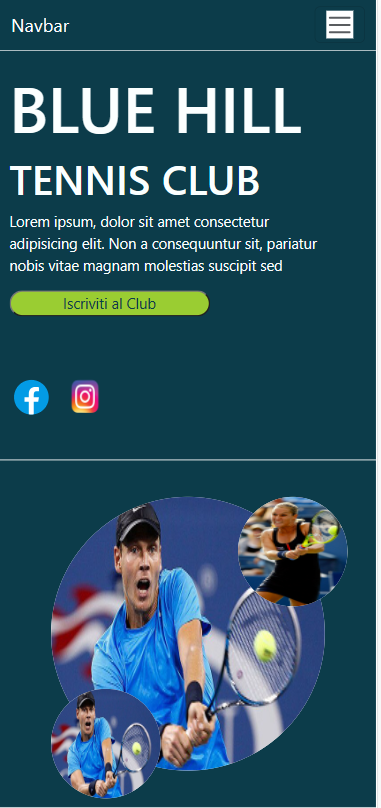 Navbar
BLUE HILL
TENNIS CLUB
Lorem ipsum, dolor sit amet consectetur
adipisicing elit. Non a consequuntur sit, pariatur
nobis vitae magnam molestias suscipit sed
Iscriviti al Club